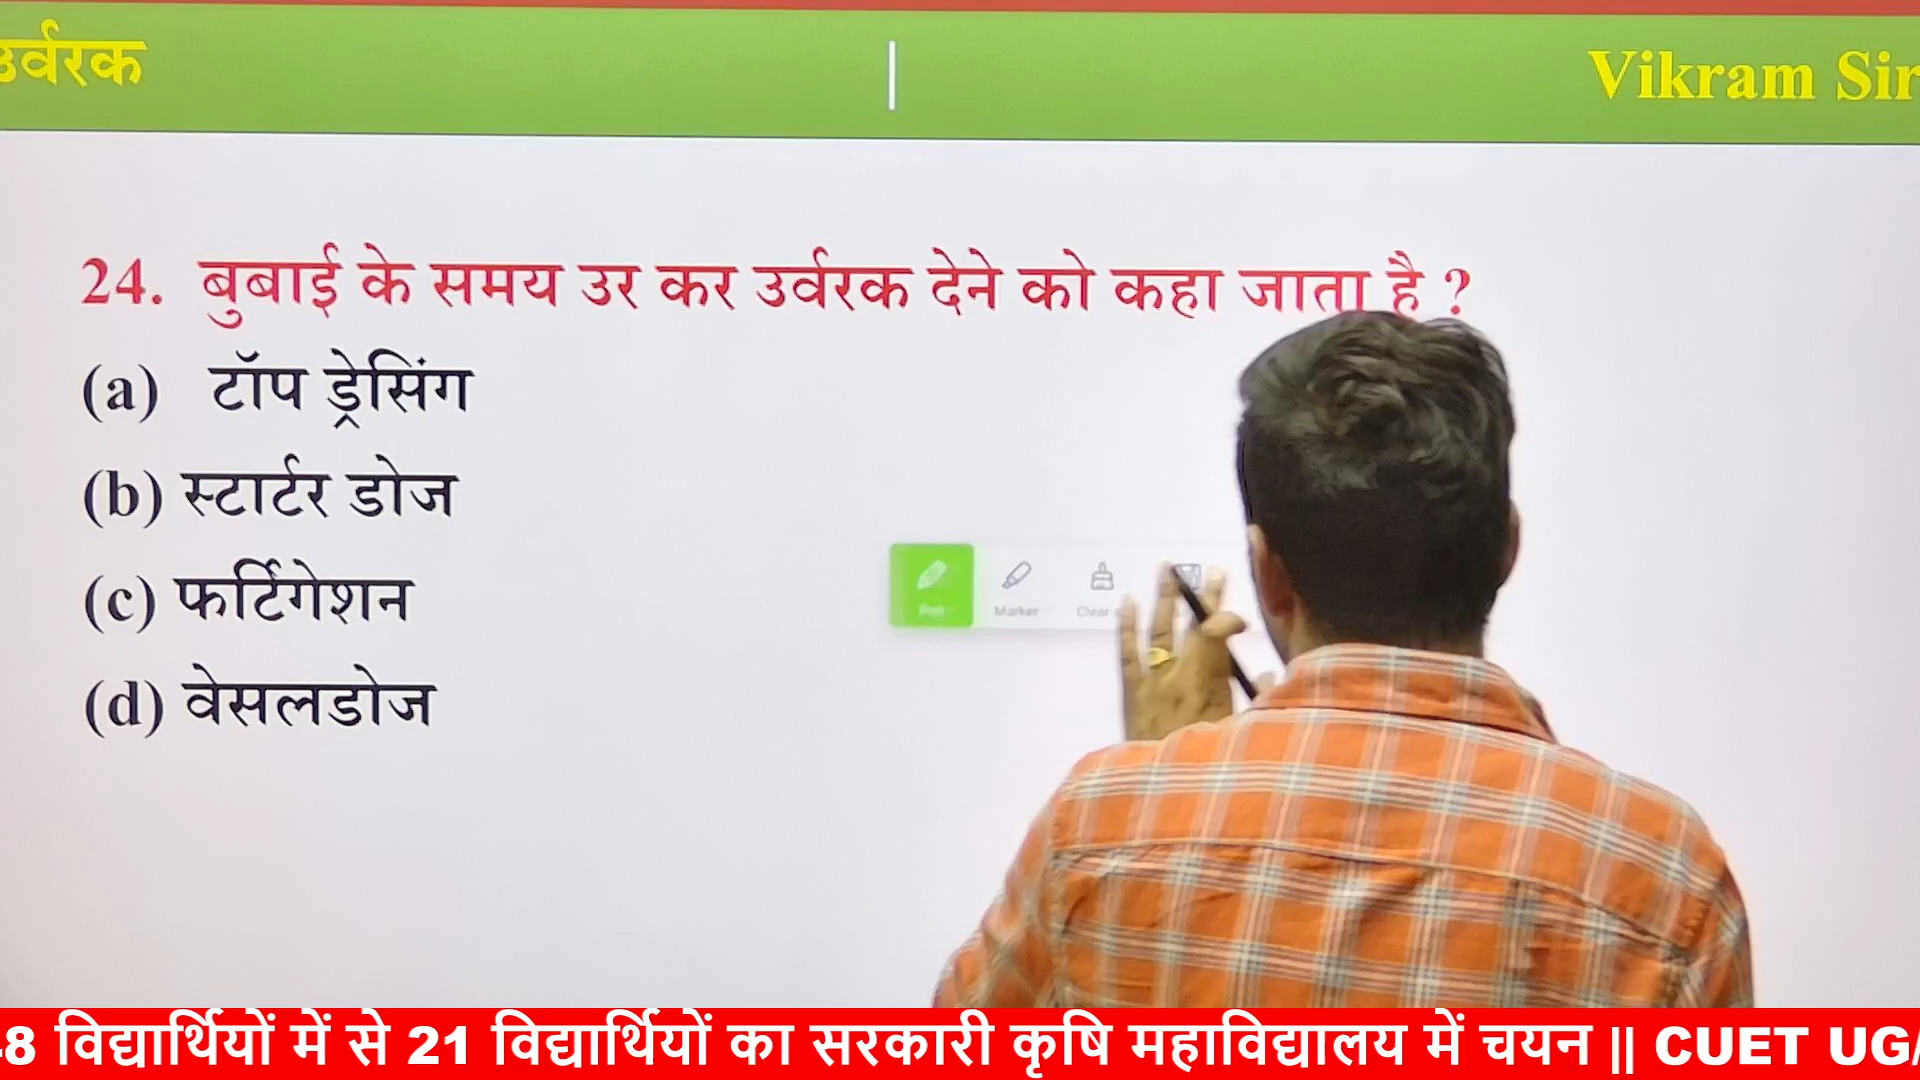 उर्वरक
Vikram Sir
24. बुबाई के समय उर कर उर्वरक देने को कहा जाता है ?
(a) टॉप ड्रेसिंग
(b) स्टार्टर डोज
(c) फर्टिगेशन
(d) वेसलडोज
Marker
Clear
8 विद्यार्थियों में से 21 विद्यार्थियों का सरकारी कृषि महाविद्यालय में चयन || CUET UG/